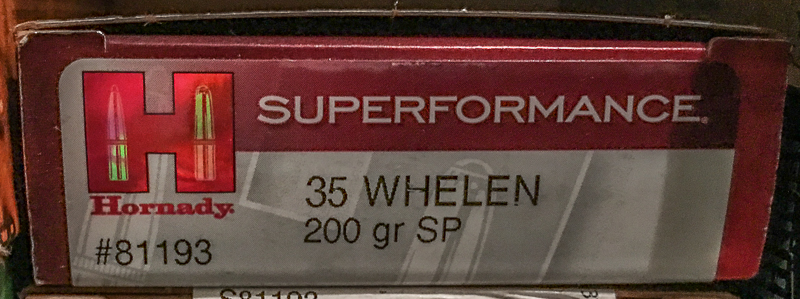 SUPERFORMANCE.
Hornady.
35 WHELEN
200 gr SP
#81193